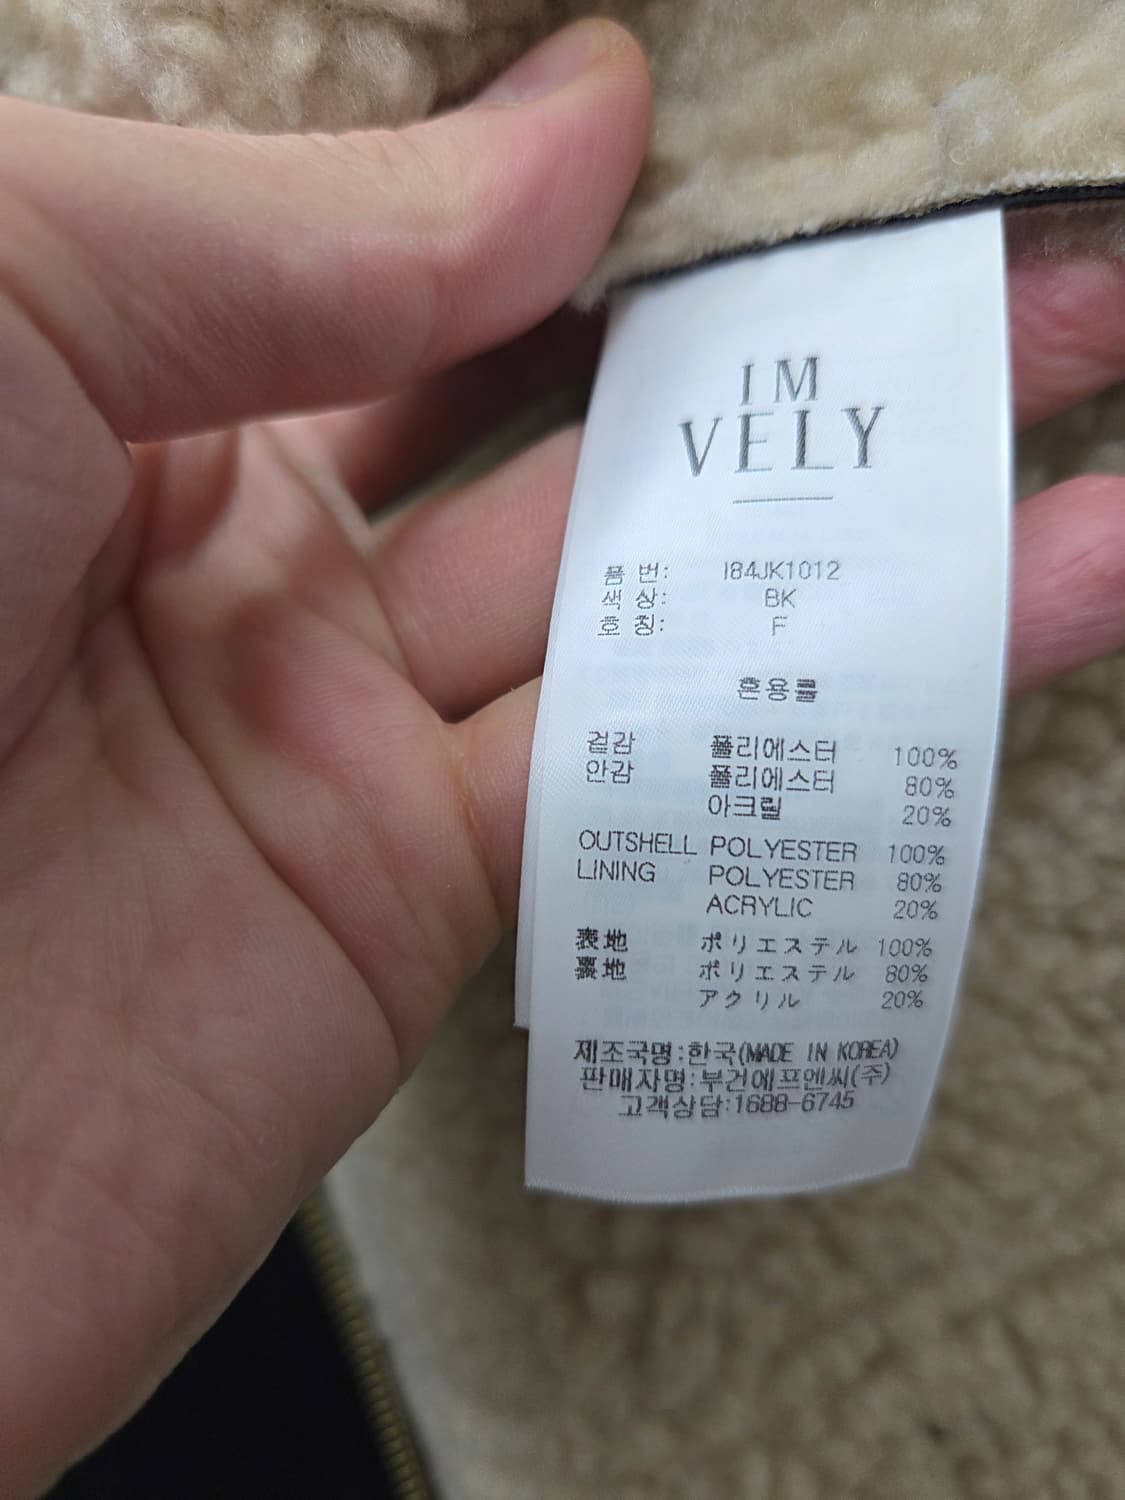 IM
VELY
품 번: I84JK1012
색 상: BK
호 칭: F
혼용률
겉감 폴리에스터 100%
안감 폴리에스터 80%
아크릴 20%
OUTSHELL POLYESTER 100%
LINING POLYESTER 80%
ACRYLIC 20%
表地 ポリエステル 100%
裏地 ポリエステル 80%
アクリル 20%
제조국명:한국(MADE IN KOREA)
판매자명:부건에프엔씨(주)
고객상담:1688-6745